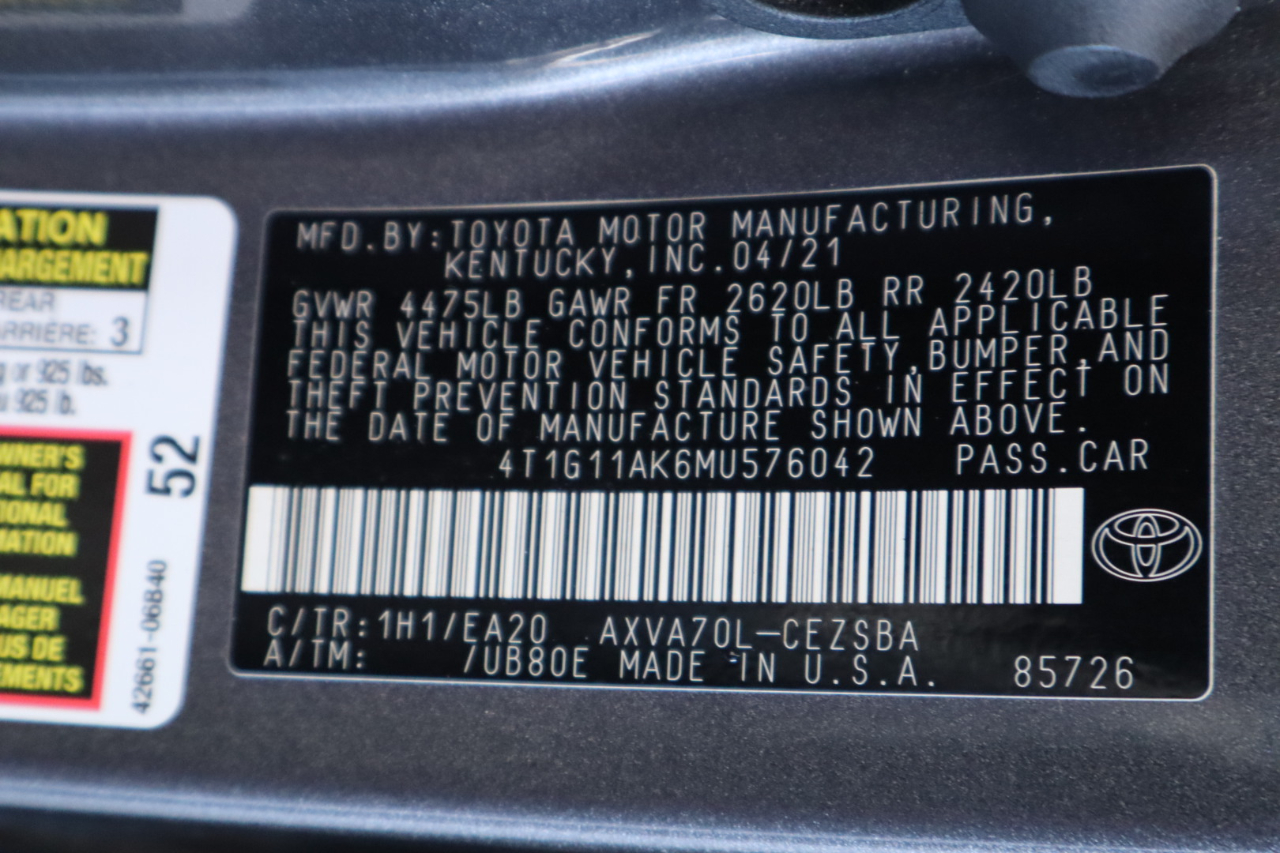 ATION
ARGEMENT
REAR
ARRIÈRE: 3
g or 925 lbs.
u 925 lb.
WNER'S
AL FOR
IONAL
MATION
MANUEL
AGER
US DE
EMENTS
52
42661-06B40
MFD.BY:TOYOTA MOTOR MANUFACTURING,
KENTUCKY,INC.04/21
GVWR 4475LB GAWR FR 2620LB RR 2420LB
THIS VEHICLE CONFORMS TO ALL APPLICABLE
FEDERAL MOTOR VEHICLE SAFETY,BUMPER,AND
THEFT PREVENTION STANDARDS IN EFFECT ON
THE DATE OF MANUFACTURE SHOWN ABOVE.
4T1G11AK6MU576042 PASS.CAR
C/TR:1H1/EA20 AXVA70L-CEZSBA
A/TM: /UB80E MADE IN U.S.A. 85726